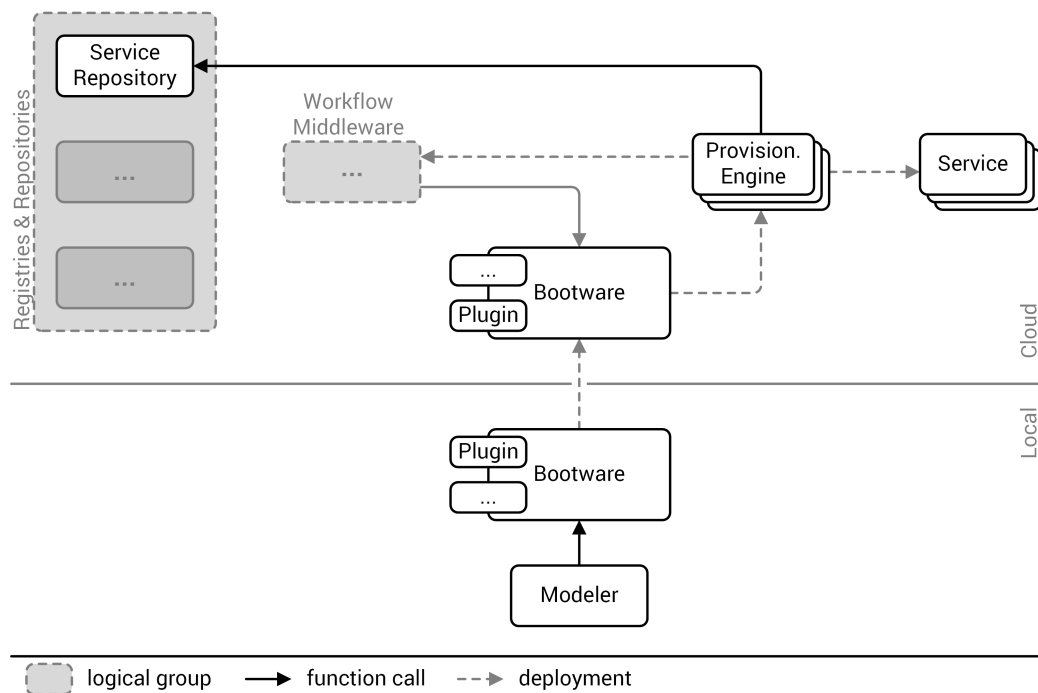 Service
Repository
...
...
Registries & Repositories
Workflow
Middleware
...
Provision.
Engine
Service
...
Plugin
Bootware
Cloud
Local
Plugin
...
Bootware
Modeler
logical group
function call
deployment